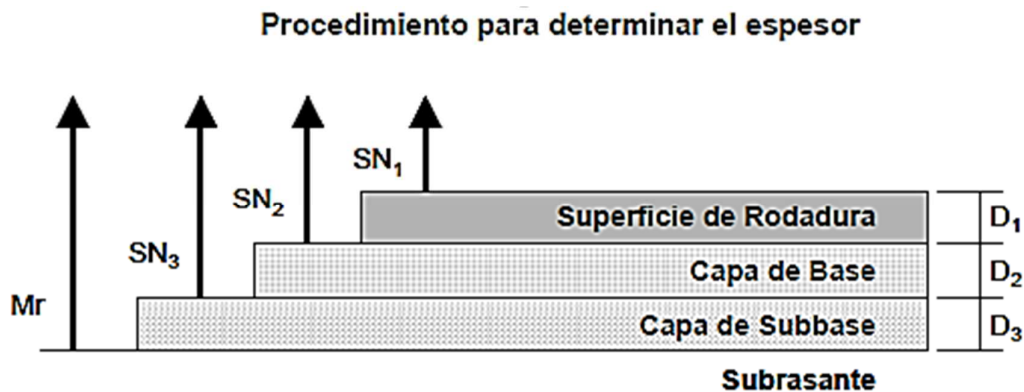 Procedimiento para determinar el espesor
SN₁
Superficie de Rodadura
D₁
SN₂
Capa de Base
D₂
SN₃
Capa de Subbase
D₃
Mr
Subrasante